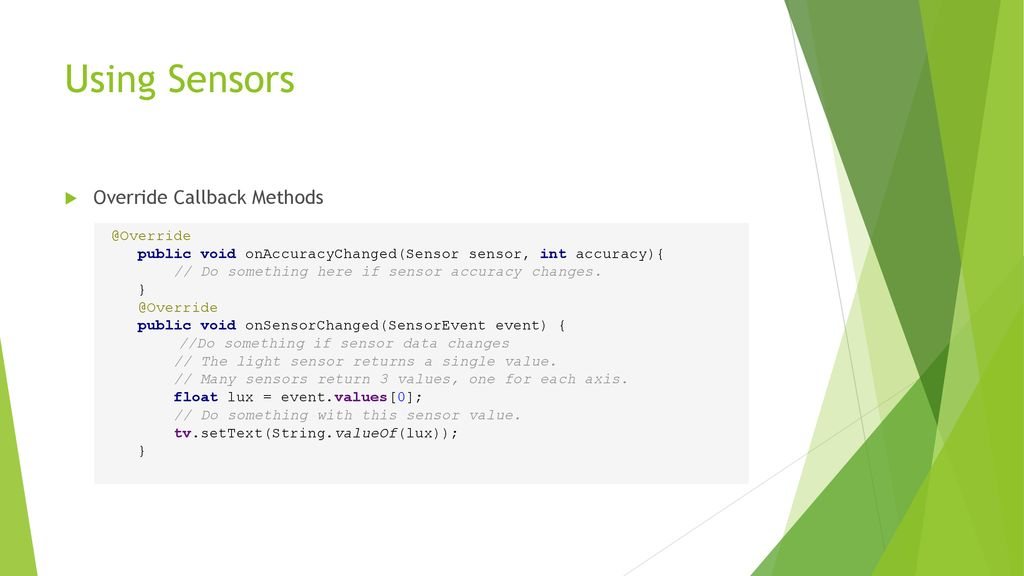 Using Sensors
Override Callback Methods
@Override
public void onAccuracyChanged(Sensor sensor, int accuracy){
// Do something here if sensor accuracy changes.
}
@Override
public void onSensorChanged(SensorEvent event) {
//Do something if sensor data changes
// The light sensor returns a single value.
// Many sensors return 3 values, one for each axis.
float lux = event.values[0];
// Do something with this sensor value.
tv.setText(String.valueOf(lux));
}